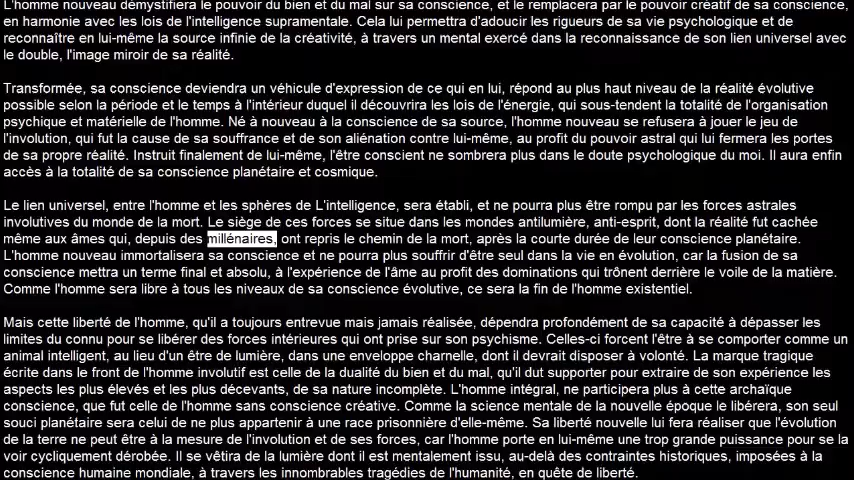 L'homme nouveau démystifiera le pouvoir du bien et du mal sur sa conscience, et le remplacera par le pouvoir créatif de sa conscience,
en harmonie avec les lois de l'intelligence supramentale. Cela lui permettra d'adoucir les rigueurs de sa vie psychologique et de
reconnaître en lui-même la source infinie de la créativité, à travers un mental exercé dans la reconnaissance de son lien universel avec
le double, l'image miroir de sa réalité.
Transformée, sa conscience deviendra un véhicule d'expression de ce qui en lui, répond au plus haut niveau de la réalité évolutive
possible selon la période et le temps à l'intérieur duquel il découvrira les lois de l'énergie, qui sous-tendent la totalité de l'organisation
psychique et matérielle de l'homme. Né à nouveau à la conscience de sa source, l'homme nouveau se refusera à jouer le jeu de
l'involution, qui fut la cause de sa souffrance et de son aliénation contre lui-même, au profit du pouvoir astral qui lui fermera les portes
de sa propre réalité. Instruit finalement de lui-même, l'être conscient ne sombrera plus dans le doute psychologique du moi. Il aura enfin
accès à la totalité de sa conscience planétaire et cosmique.
Le lien universel, entre l'homme et les sphères de L'intelligence, sera établi, et ne pourra plus être rompu par les forces astrales
involutives du monde de la mort. Le siège de ces forces se situe dans les mondes antilumière, anti-esprit, dont la réalité fut cachée
même aux âmes qui, depuis des millénaires, ont repris le chemin de la mort, après la courte durée de leur conscience planétaire.
L'homme nouveau immortalisera sa conscience et ne pourra plus souffrir d'être seul dans la vie en évolution, car la fusion de sa
conscience mettra un terme final et absolu, à l'expérience de l'âme au profit des dominations qui trônent derrière le voile de la matière.
Comme l'homme sera libre à tous les niveaux de sa conscience évolutive, ce sera la fin de l'homme existentiel.
Mais cette liberté de l'homme, qu'il a toujours entrevue mais jamais réalisée, dépendra profondément de sa capacité à dépasser les
limites du connu pour se libérer des forces intérieures qui ont prise sur son psychisme. Celles-ci forcent l'être à se comporter comme un
animal intelligent, au lieu d'un être de lumière, dans une enveloppe charnelle, dont il devrait disposer à volonté. La marque tragique
écrite dans le front de l'homme involutif est celle de la dualité du bien et du mal, qu'il dut supporter pour extraire de son expérience les
aspects les plus élevés et les plus décevants, de sa nature incomplète. L'homme intégral, ne participera plus à cette archaïque
conscience, que fut celle de l'homme sans conscience créative. Comme la science mentale de la nouvelle époque le libérera, son seul
souci planétaire sera celui de ne plus appartenir à une race prisonnière d'elle-même. Sa liberté nouvelle lui fera réaliser que l'évolution
de la terre ne peut être à la mesure de l'involution et de ses forces, car l'homme porte en lui-même une trop grande puissance pour se la
voir cycliquement dérobée. Il se vêtira de la lumière dont il est mentalement issu, au-delà des contraintes historiques, imposées à la
conscience humaine mondiale, à travers les innombrables tragédies de l'humanité, en quête de liberté.